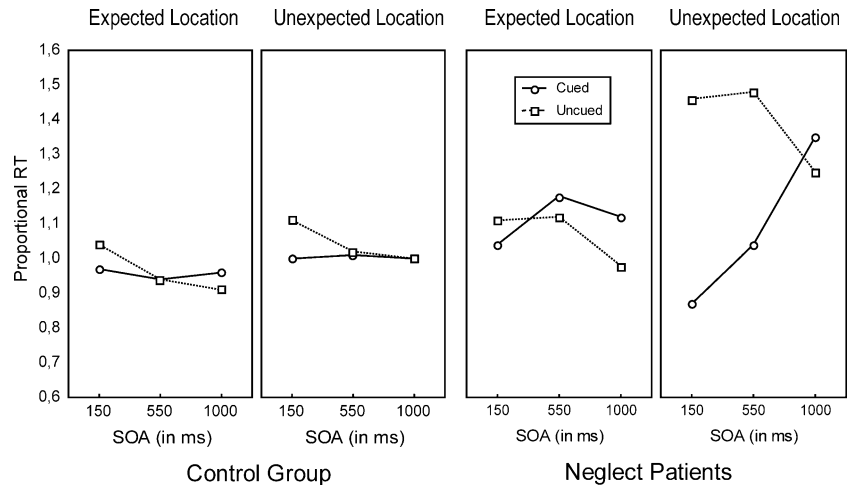 Expected Location Unexpected Location Expected Location Unexpected Location
1,6
1,5
1,4
1,3
1,2
1,1
1,0
0,9
0,8
0,7
0,6
Proportional RT
Cued
Uncued
150 550 1000 150 550 1000 150 550 1000 150 550 1000
SOA (in ms) SOA (in ms) SOA (in ms) SOA (in ms)
Control Group Neglect Patients